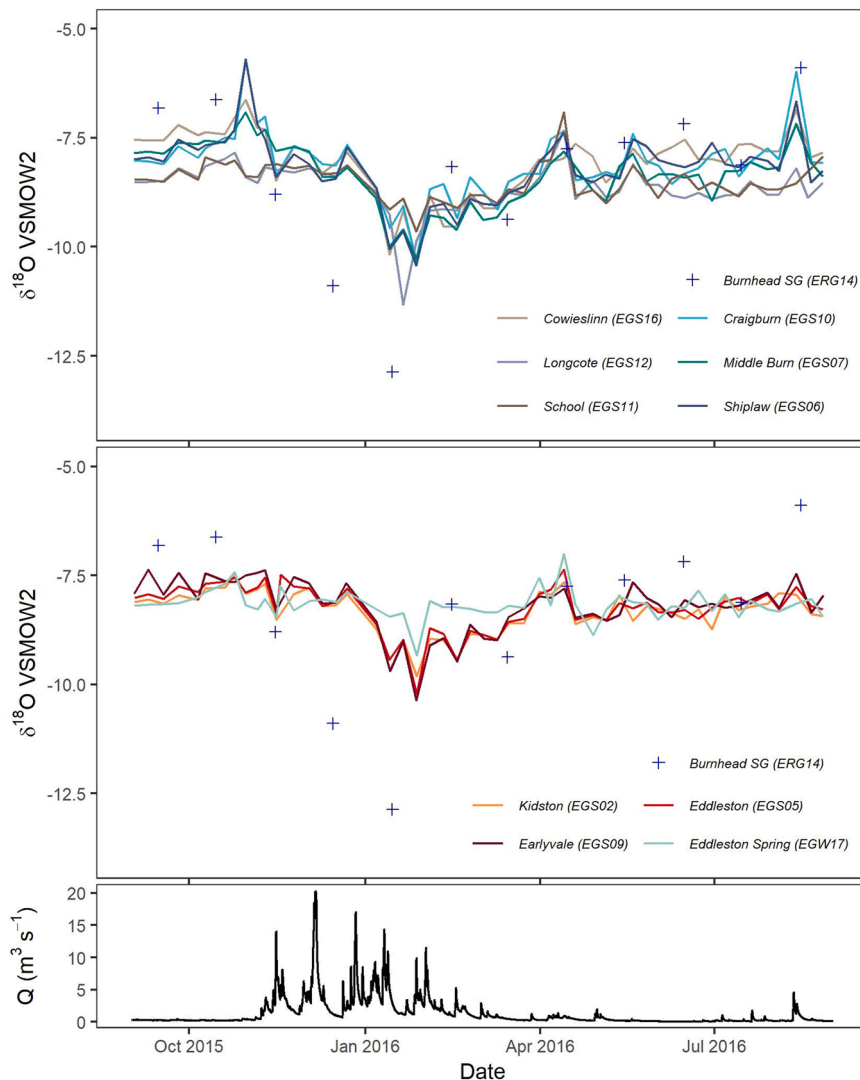 -5.0
-7.5
-10.0
-12.5
δ¹⁸O VSMOW2
Burnhead SG (ERG14)
Cowieslinn (EGS16) Craigburn (EGS10)
Longcote (EGS12) Middle Burn (EGS07)
School (EGS11) Shiplaw (EGS06)
-5.0
-7.5
-10.0
-12.5
δ¹⁸O VSMOW2
Burnhead SG (ERG14)
Kidston (EGS02) Eddleston (EGS05)
Earlyvale (EGS09) Eddleston Spring (EGW17)
20
15
10
5
0
Q (m³ s⁻¹)
Oct 2015 Jan 2016 Apr 2016 Jul 2016
Date